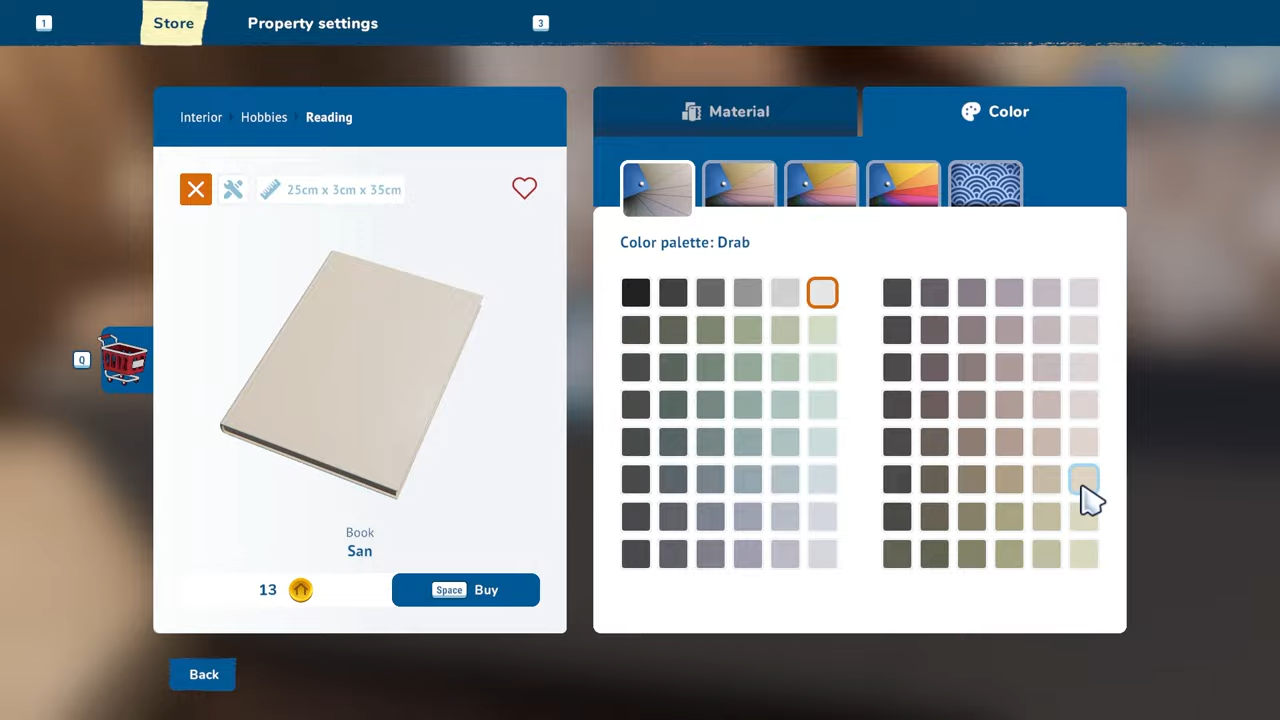 1
Store
Property settings
3
Interior Hobbies Reading
25cm x 3cm x 35cm
Material
Color
Color palette: Drab
Q
Book
San
13
Space Buy
Back